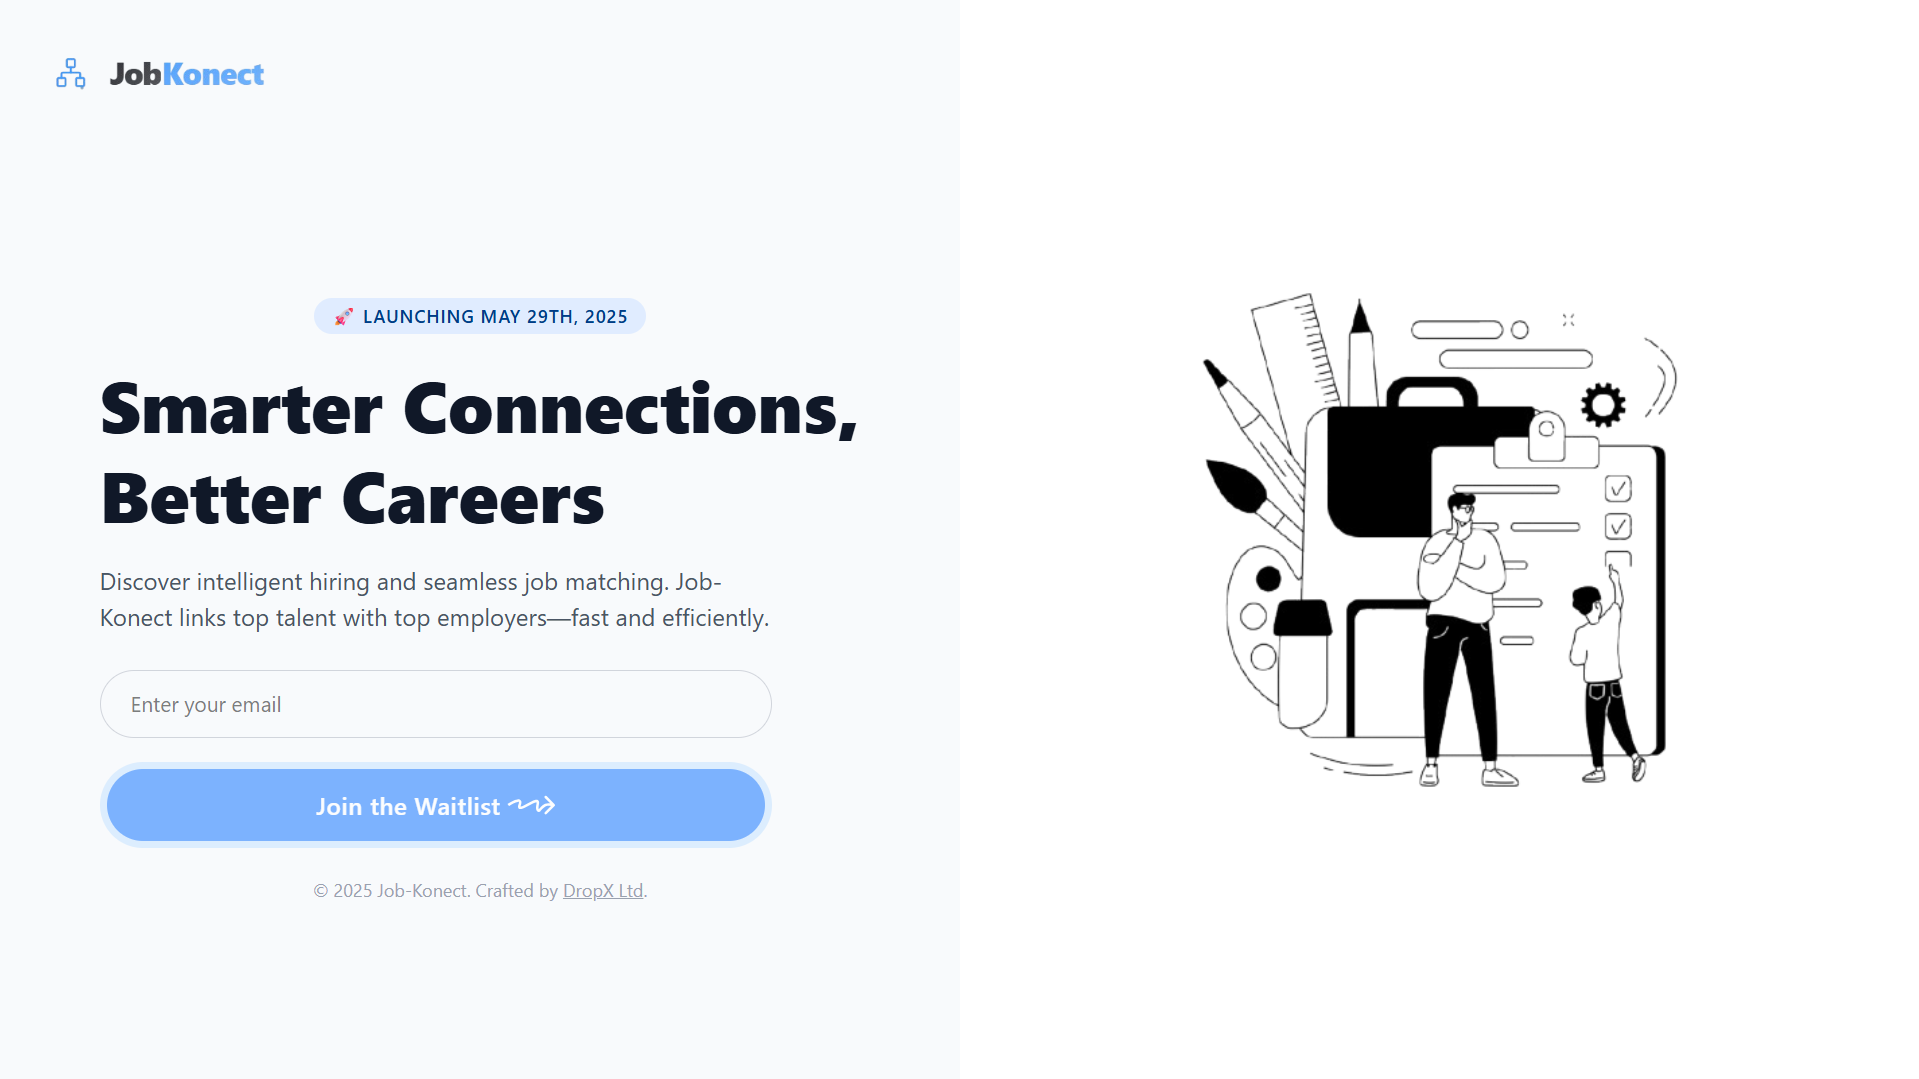 JobKonect
🚀 LAUNCHING MAY 29TH, 2025
Smarter Connections,
Better Careers
Discover intelligent hiring and seamless job matching. Job-
Konect links top talent with top employers—fast and efficiently.
Enter your email
Join the Waitlist
© 2025 Job-Konect. Crafted by DropX Ltd.